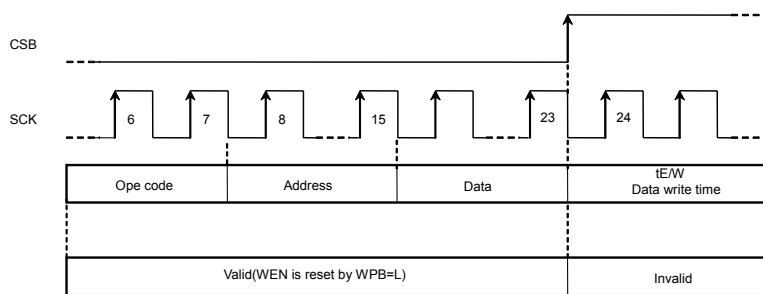 CSB
SCK
6 7 8 15 23 24
Ope code Address Data tE/W
Data write time
Valid(WEN is reset by WPB=L) Invalid